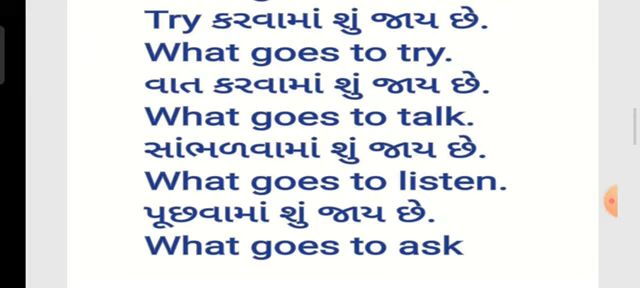 Try કરવામાં શું જાય છે.
What goes to try.
વાત કરવામાં શું જાય છે.
What goes to talk.
સાંભળવામાં શું જાય છે.
What goes to listen.
પૂછવામાં શું જાય છે.
What goes to ask